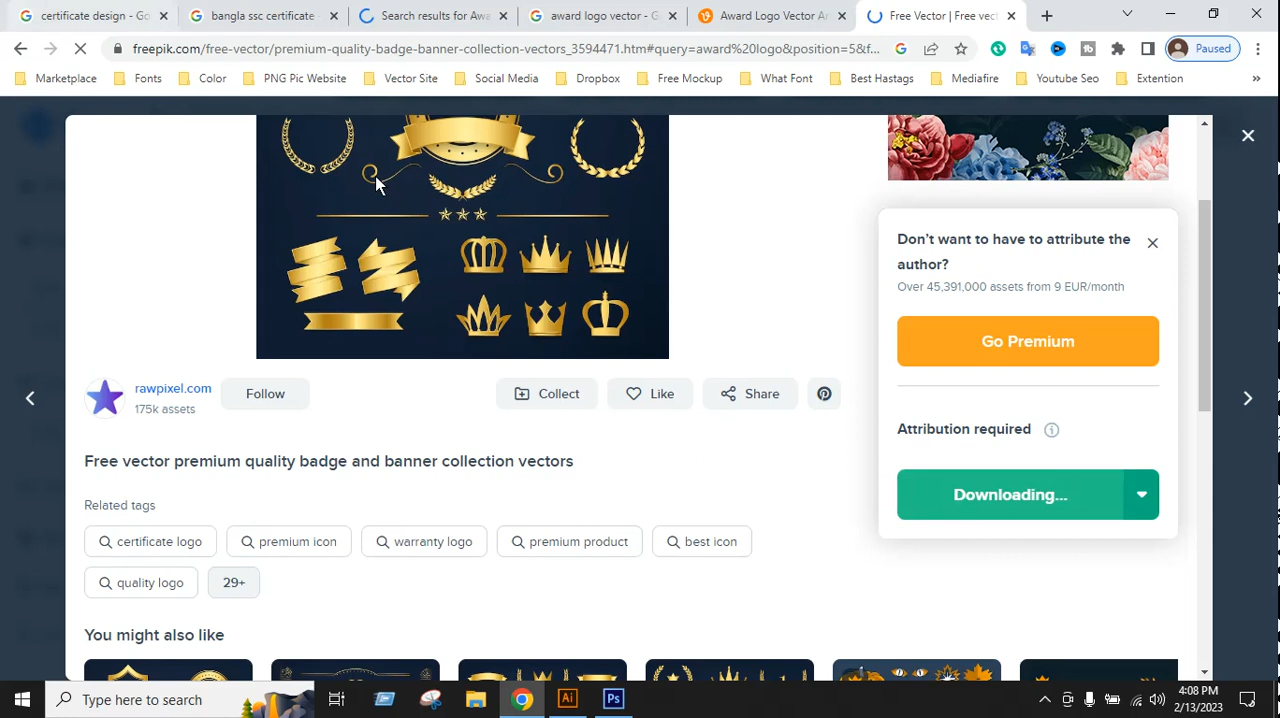 certificate design - Go
bangla ssc certificate -
Search results for Awa
award logo vector - G
Award Logo Vector Ar
Free Vector | Free vect
freepik.com/free-vector/premium-quality-badge-banner-collection-vectors_3594471.htm#query=award%20logo&position=5&f...
Paused
Marketplace
Fonts
Color
PNG Pic Website
Vector Site
Social Media
Dropbox
Free Mockup
What Font
Best Hastags
Mediafire
Youtube Seo
Extention
Don't want to have to attribute the
author?
Over 45,391,000 assets from 9 EUR/month
Go Premium
rawpixel.com
175k assets
Follow
Collect
Like
Share
Attribution required
Free vector premium quality badge and banner collection vectors
Downloading...
Related tags
certificate logo
premium icon
warranty logo
premium product
best icon
quality logo
29+
You might also like
Type here to search
Ai
Ps
4:08 PM
2/13/2023